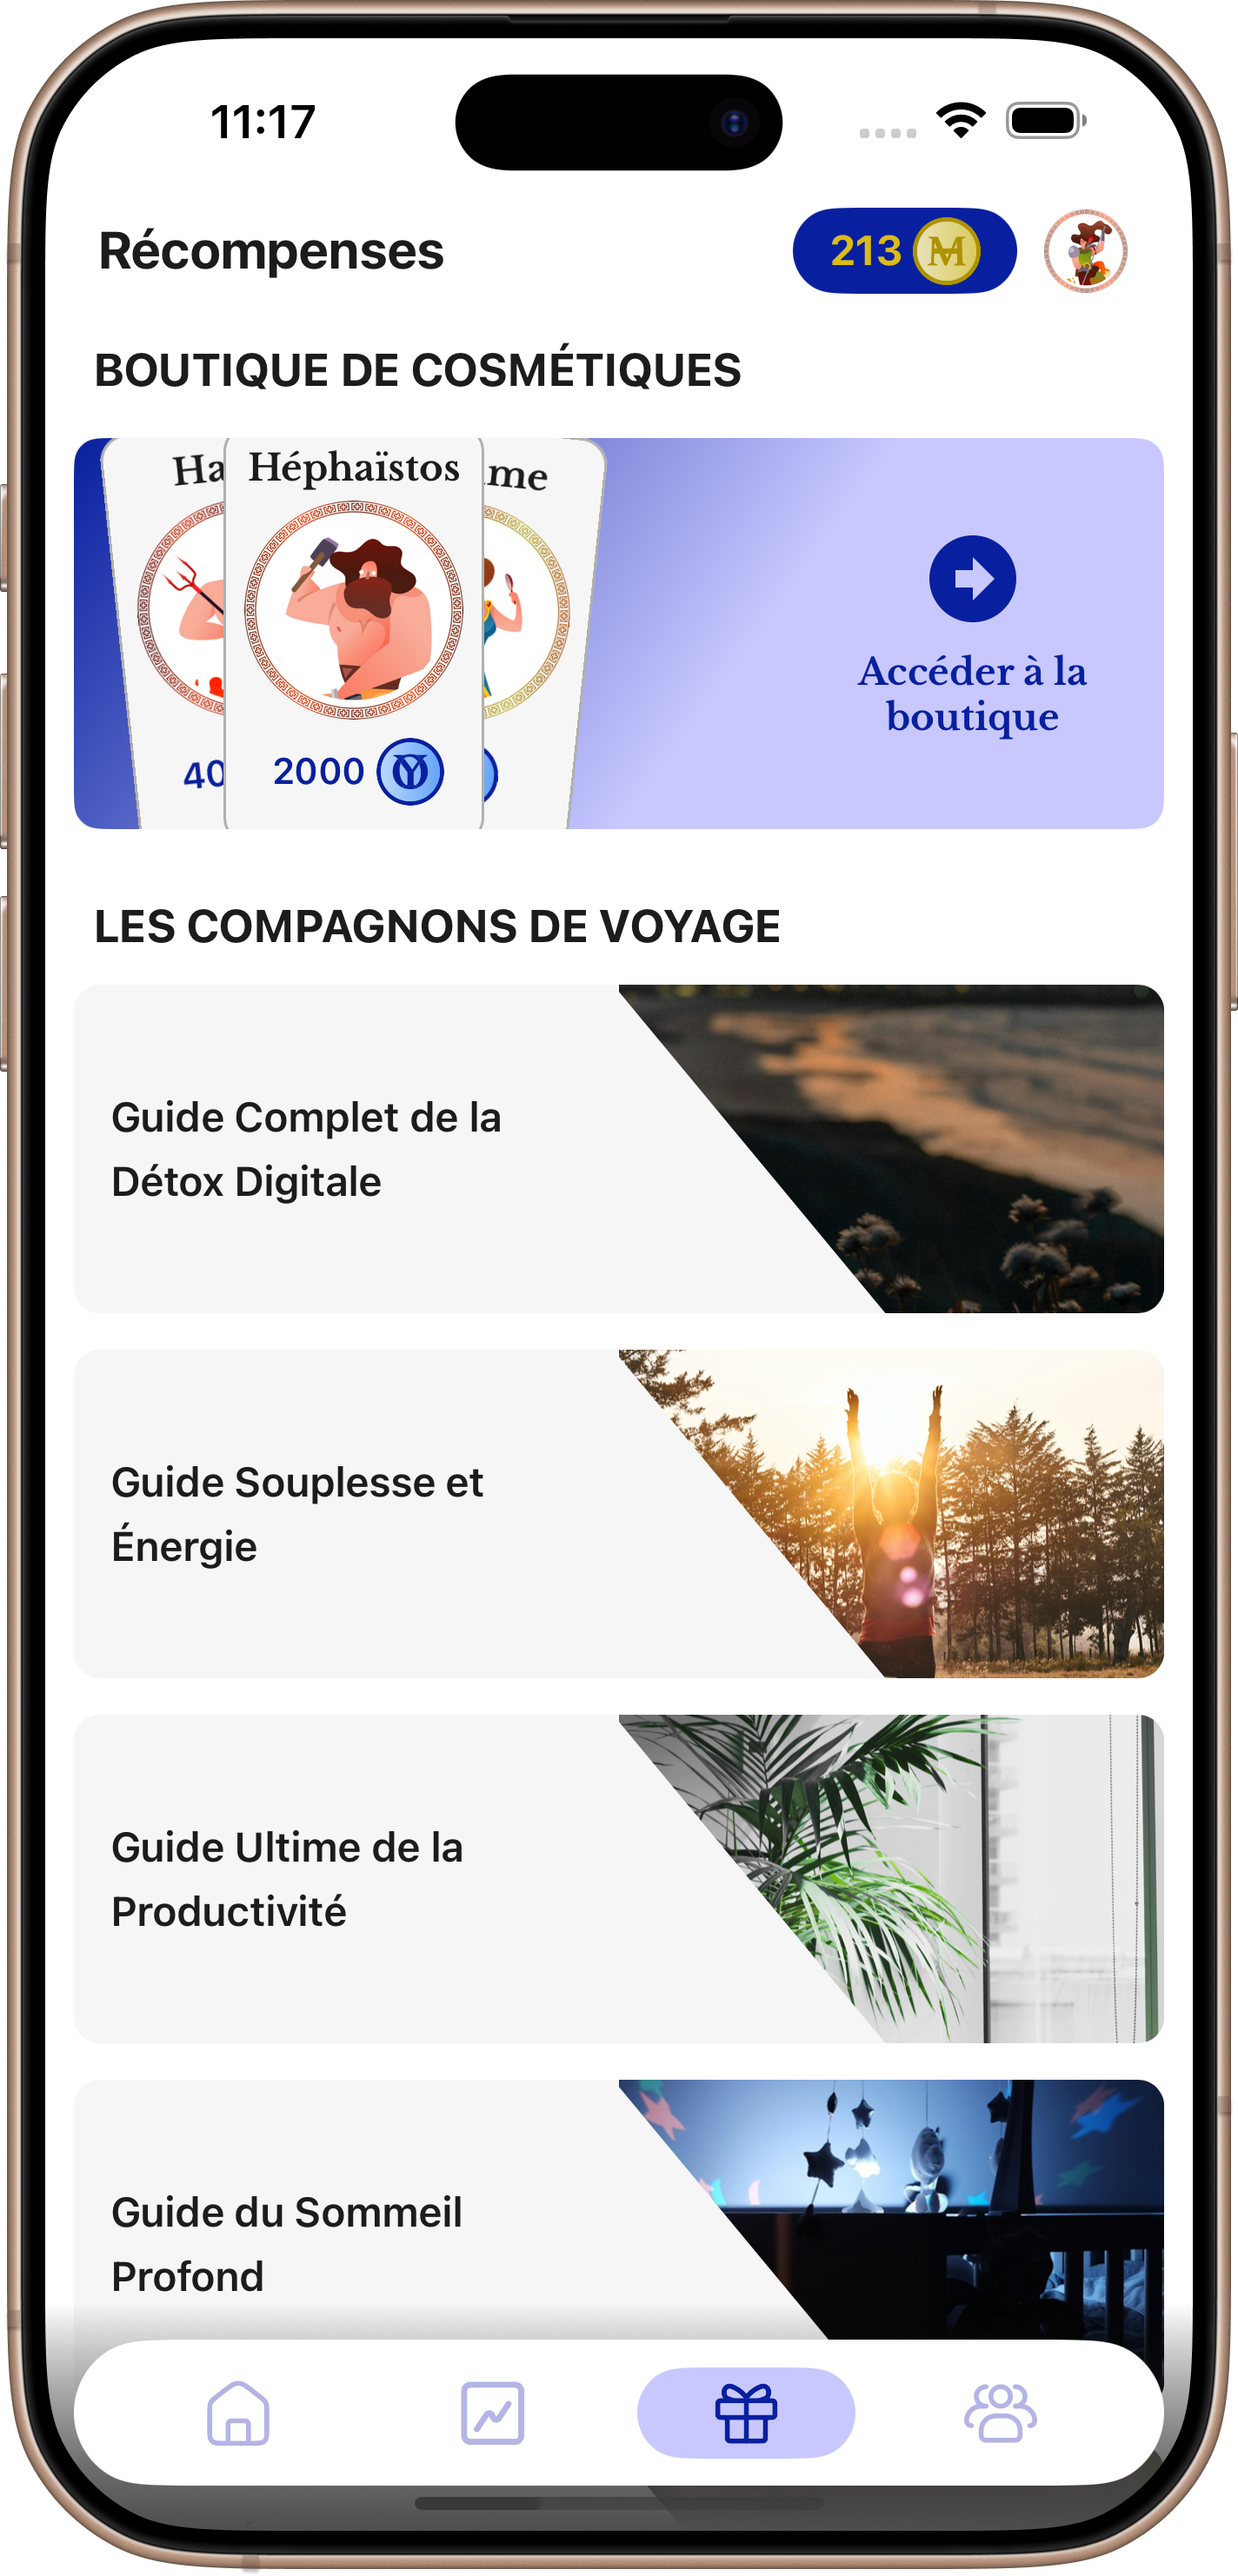 11:17
Récompenses
213
BOUTIQUE DE COSMÉTIQUES
Ha
Héphaïstos
me
40
2000
Accéder à la
boutique
LES COMPAGNONS DE VOYAGE
Guide Complet de la
Détox Digitale
Guide Souplesse et
Énergie
Guide Ultime de la
Productivité
Guide du Sommeil
Profond